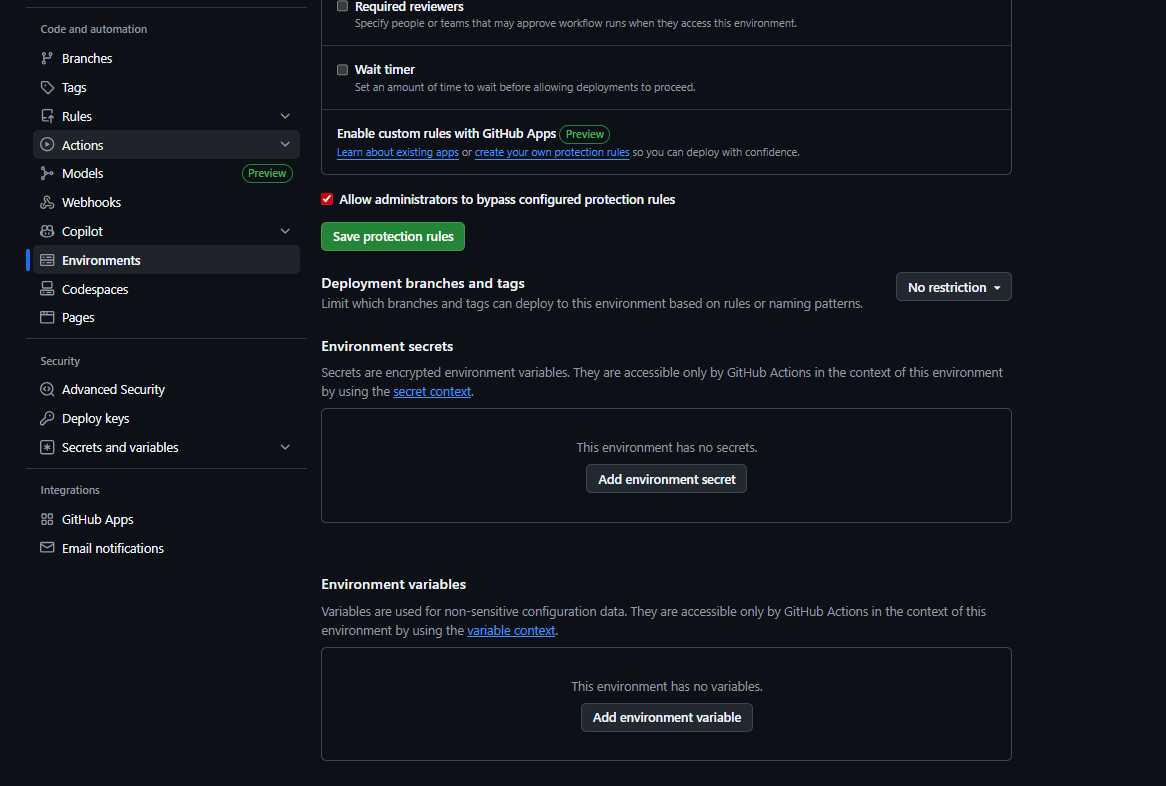 Code and automation
Branches
Tags
Rules
Actions
Models
Preview
Webhooks
Copilot
Environments
Codespaces
Pages
Security
Advanced Security
Deploy keys
Secrets and variables
Integrations
GitHub Apps
Email notifications
Required reviewers
Specify people or teams that may approve workflow runs when they access this environment.
Wait timer
Set an amount of time to wait before allowing deployments to proceed.
Enable custom rules with GitHub Apps Preview
Learn about existing apps or create your own protection rules so you can deploy with confidence.
Allow administrators to bypass configured protection rules
Save protection rules
Deployment branches and tags
Limit which branches and tags can deploy to this environment based on rules or naming patterns.
No restriction
Environment secrets
Secrets are encrypted environment variables. They are accessible only by GitHub Actions in the context of this environment
by using the secret context.
This environment has no secrets.
Add environment secret
Environment variables
Variables are used for non-sensitive configuration data. They are accessible only by GitHub Actions in the context of this
environment by using the variable context.
This environment has no variables.
Add environment variable